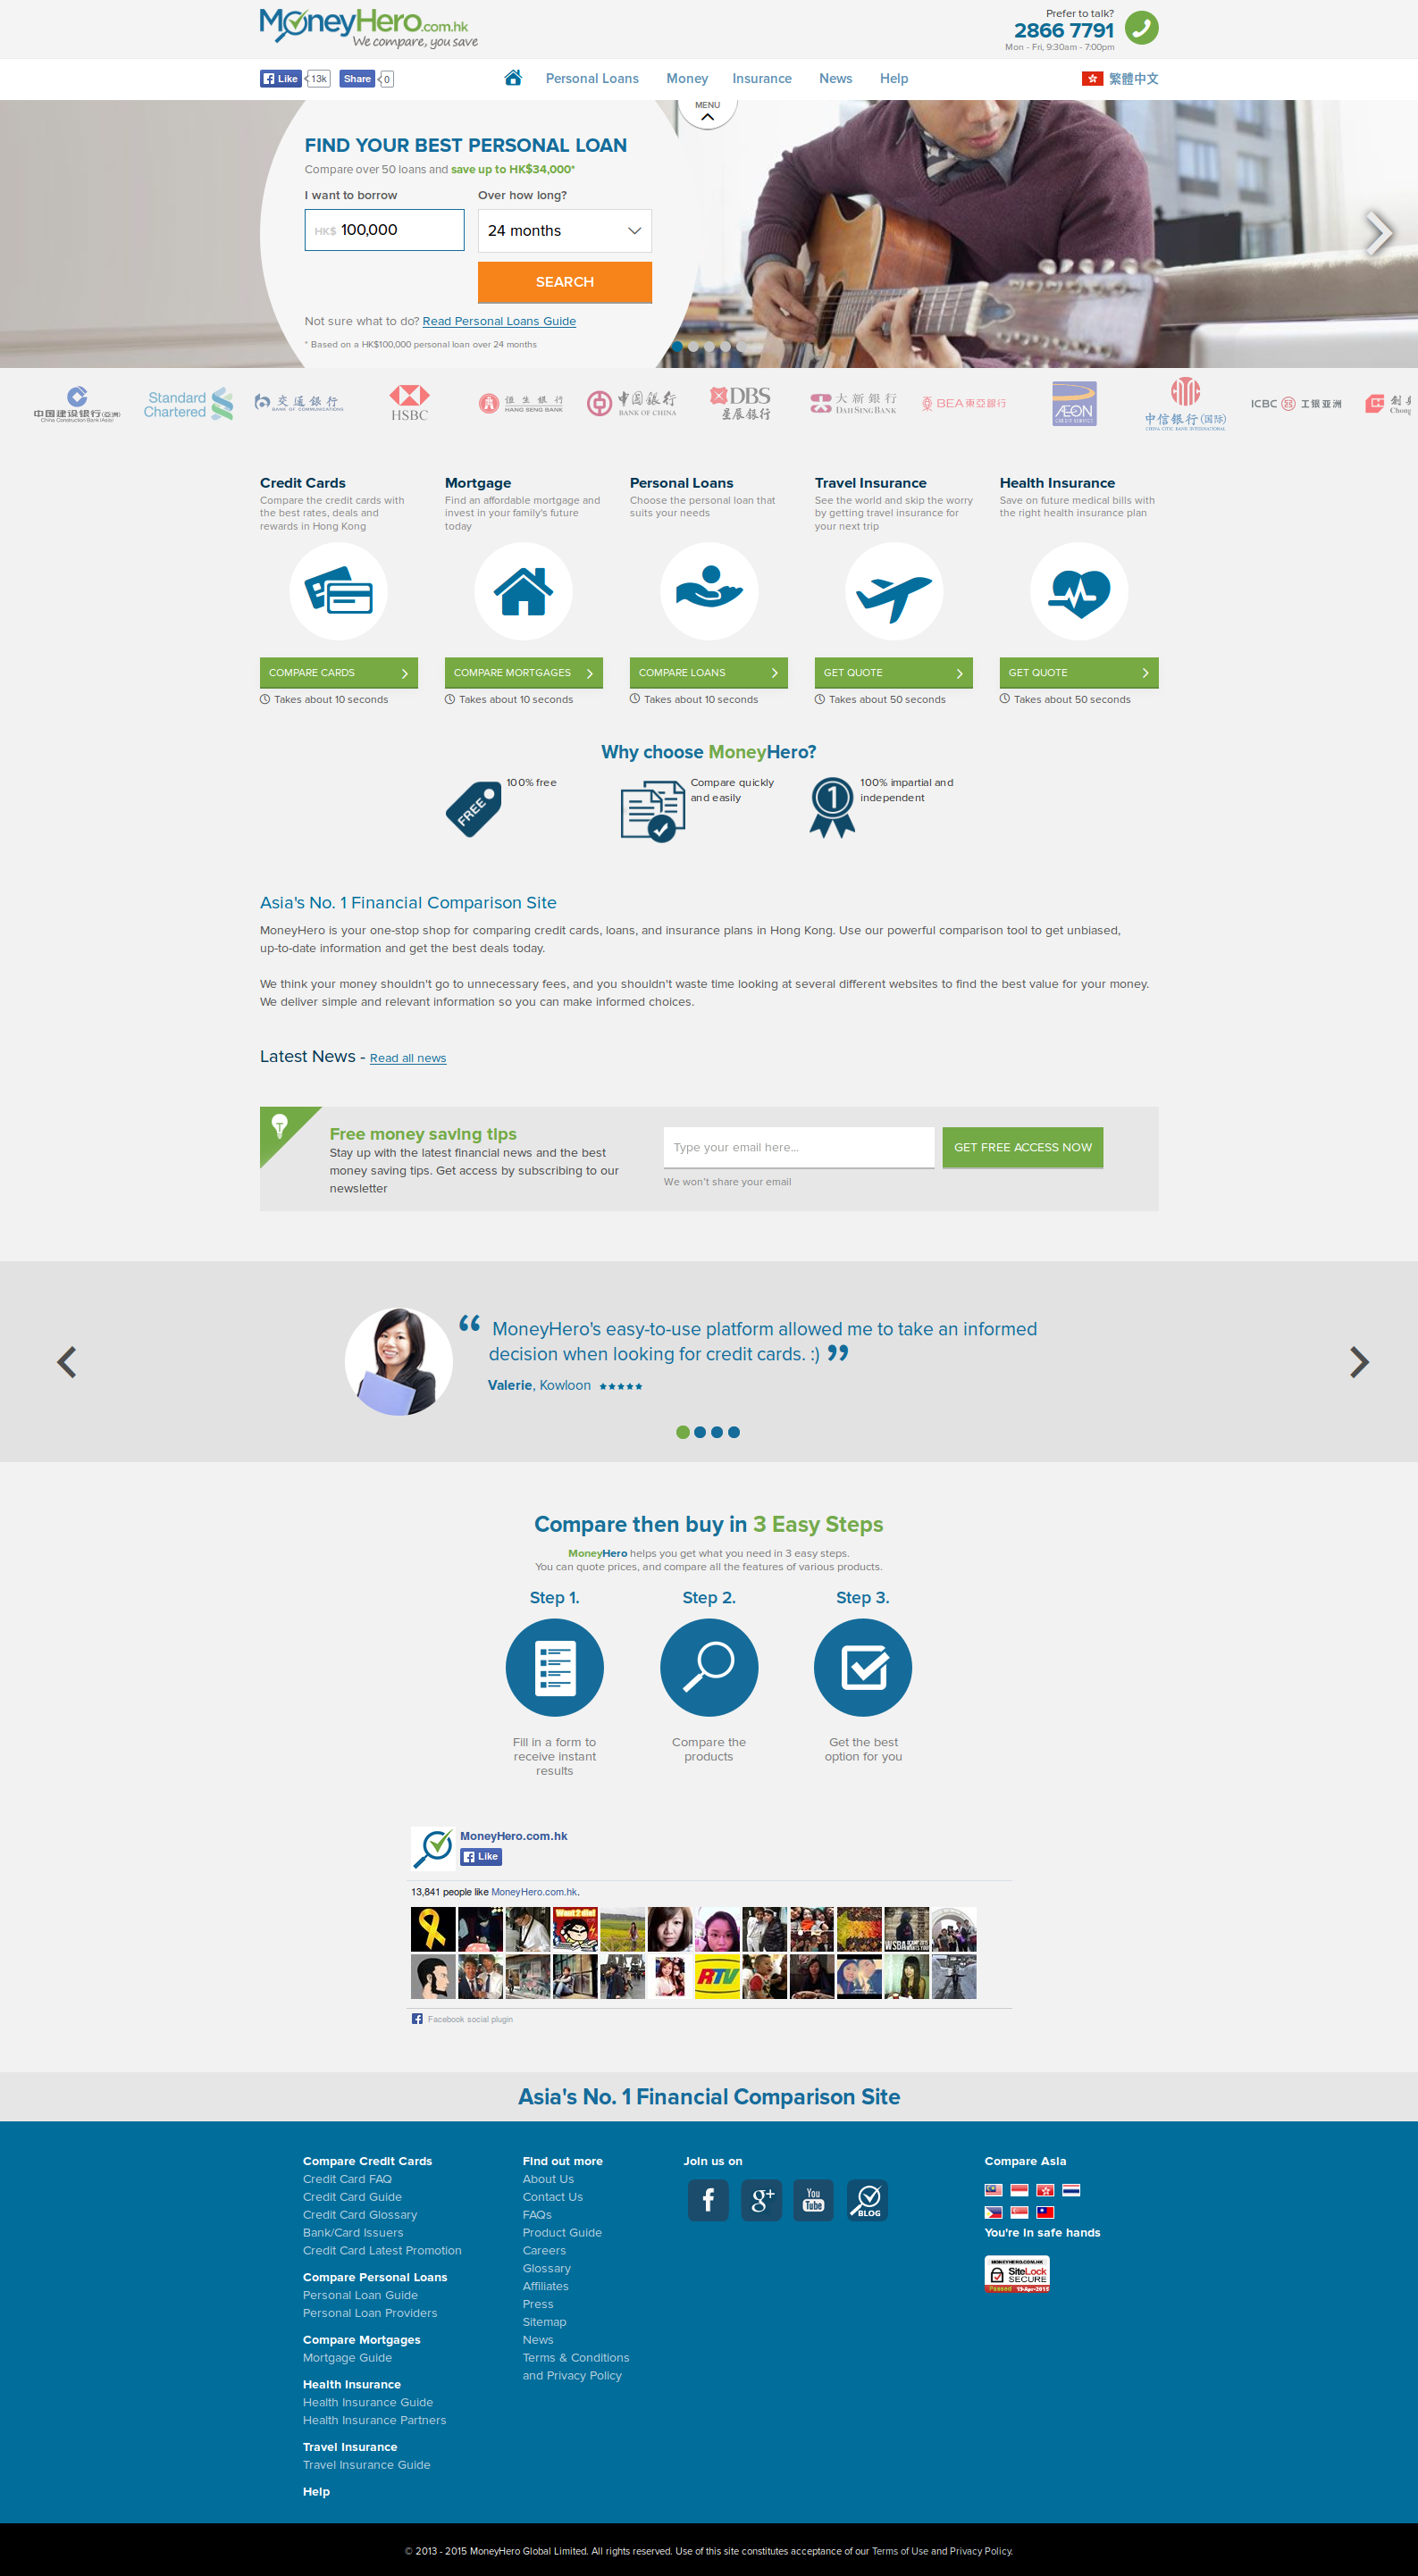 MoneyHero.com.hk
We compare, you save
Prefer to talk?
2866 7791
Mon - Fri, 9:30am - 7:00pm
Like 13k Share 0
Personal Loans Money Insurance News Help
繁體中文
MENU
FIND YOUR BEST PERSONAL LOAN
Compare over 50 loans and save up to HK$34,000*
I want to borrow Over how long?
HK$ 100,000 24 months
SEARCH
Not sure what to do? Read Personal Loans Guide
* Based on a HK$100,000 personal loan over 24 months
中国建设银行(亞洲)
China Construction Bank (Asia)
Standard Chartered
交通銀行
BANK OF COMMUNICATIONS
HSBC
恒生銀行
HANG SENG BANK
中國銀行
BANK OF CHINA
DBS
星展銀行
大新銀行
DAH SING BANK
BEA東亞銀行
AEON
CREDIT SERVICE
中信銀行(国际)
CHINA CITIC BANK INTERNATIONAL
ICBC 工銀亞洲
Chong
Credit Cards
Compare the credit cards with
the best rates, deals and
rewards in Hong Kong
COMPARE CARDS
Takes about 10 seconds
Mortgage
Find an affordable mortgage and
invest in your family's future
today
COMPARE MORTGAGES
Takes about 10 seconds
Personal Loans
Choose the personal loan that
suits your needs
COMPARE LOANS
Takes about 10 seconds
Travel Insurance
See the world and skip the worry
by getting travel insurance for
your next trip
GET QUOTE
Takes about 50 seconds
Health Insurance
Save on future medical bills with
the right health insurance plan
GET QUOTE
Takes about 50 seconds
Why choose MoneyHero?
FREE
100% free
Compare quickly
and easily
1
100% impartial and
independent
Asia's No. 1 Financial Comparison Site
MoneyHero is your one-stop shop for comparing credit cards, loans, and insurance plans in Hong Kong. Use our powerful comparison tool to get unbiased,
up-to-date information and get the best deals today.
We think your money shouldn't go to unnecessary fees, and you shouldn't waste time looking at several different websites to find the best value for your money.
We deliver simple and relevant information so you can make informed choices.
Latest News - Read all news
Free money saving tips
Stay up with the latest financial news and the best
money saving tips. Get access by subscribing to our
newsletter
Type your email here...
GET FREE ACCESS NOW
We won't share your email
“ MoneyHero's easy-to-use platform allowed me to take an informed
decision when looking for credit cards. :) ”
Valerie, Kowloon ★★★★★
Compare then buy in 3 Easy Steps
MoneyHero helps you get what you need in 3 easy steps.
You can quote prices, and compare all the features of various products.
Step 1. Step 2. Step 3.
Fill in a form to
receive instant
results
Compare the
products
Get the best
option for you
MoneyHero.com.hk
Like
13,841 people like MoneyHero.com.hk.
Want 2 die!
WSBA
RTV
Facebook social plugin
Asia's No. 1 Financial Comparison Site
Compare Credit Cards
Credit Card FAQ
Credit Card Guide
Credit Card Glossary
Bank/Card Issuers
Credit Card Latest Promotion
Compare Personal Loans
Personal Loan Guide
Personal Loan Providers
Compare Mortgages
Mortgage Guide
Health Insurance
Health Insurance Guide
Health Insurance Partners
Travel Insurance
Travel Insurance Guide
Help
Find out more
About Us
Contact Us
FAQs
Product Guide
Careers
Glossary
Affiliates
Press
Sitemap
News
Terms & Conditions
and Privacy Policy
Join us on
f g+ You Tube BLOG
Compare Asia
You're in safe hands
MONEYHERO.COM.HK
SiteLock
SECURE
Passed 13-Apr-2015
© 2013 - 2015 MoneyHero Global Limited. All rights reserved. Use of this site constitutes acceptance of our Terms of Use and Privacy Policy.